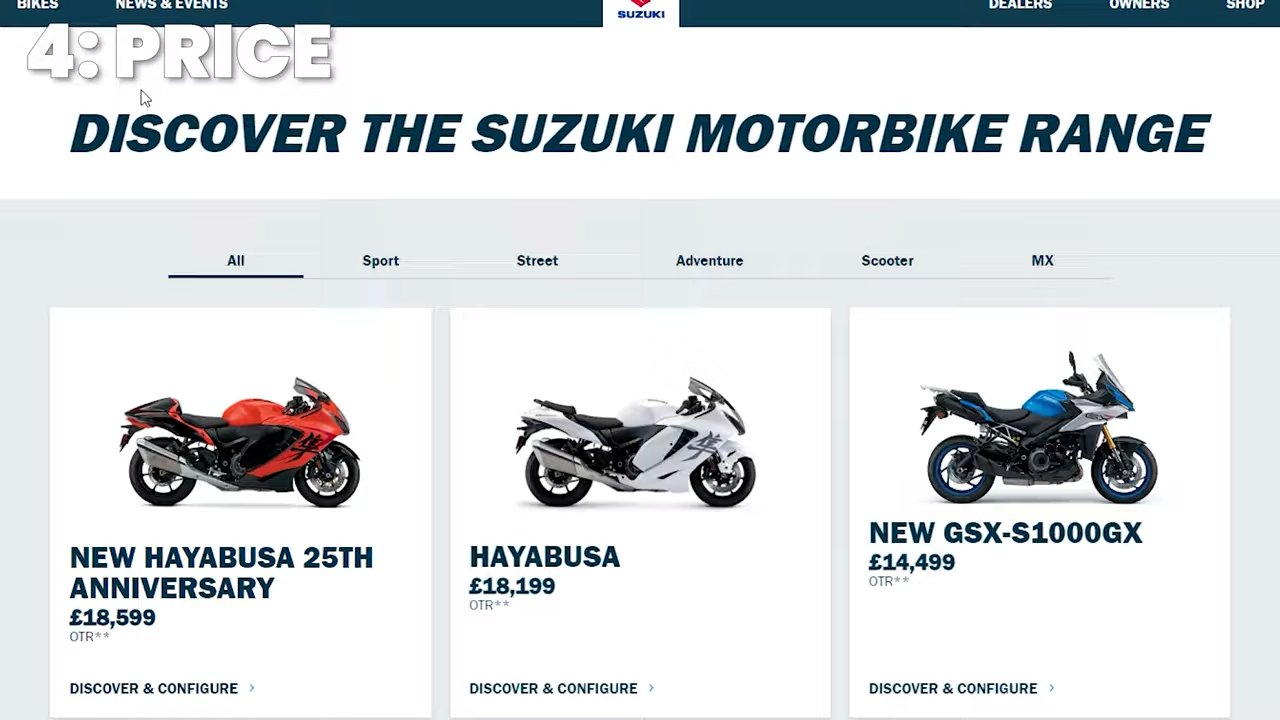 BIKES
NEWS & EVENTS
SUZUKI
DEALERS
OWNERS
SHOP
4: PRICE
DISCOVER THE SUZUKI MOTORBIKE RANGE
All
Sport
Street
Adventure
Scooter
MX
隼
NEW HAYABUSA 25TH
ANNIVERSARY
£18,599
OTR**
DISCOVER & CONFIGURE
隼
HAYABUSA
£18,199
OTR**
DISCOVER & CONFIGURE
NEW GSX-S1000GX
£14,499
OTR**
DISCOVER & CONFIGURE